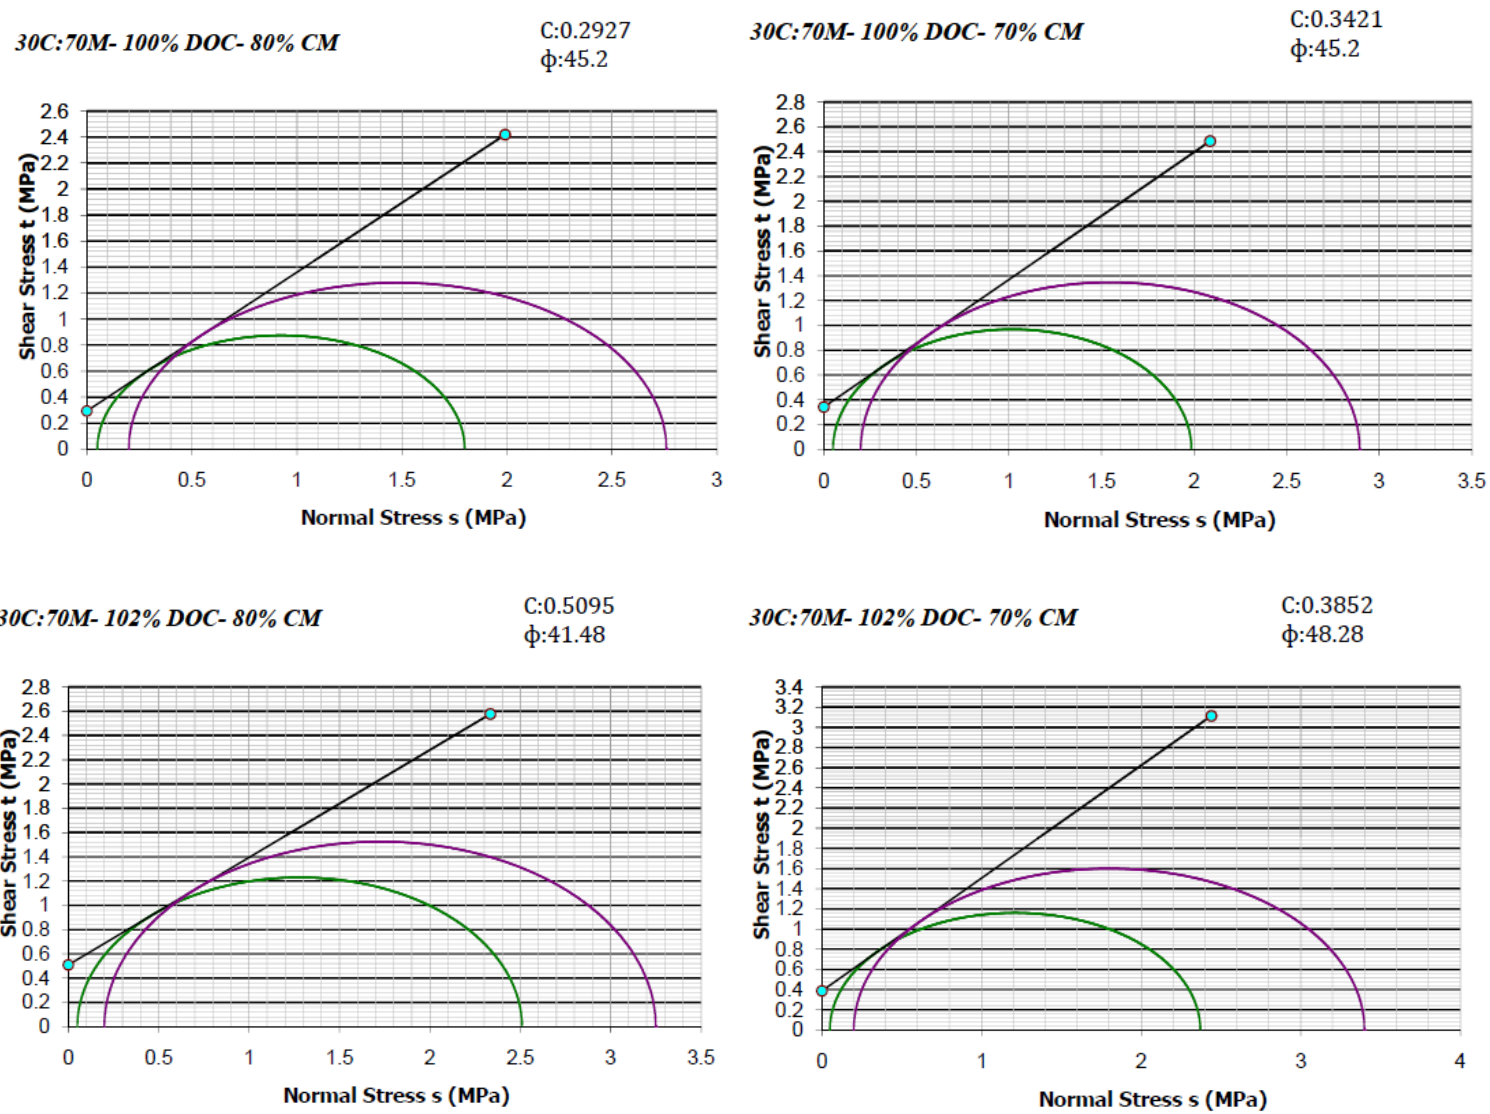 30C:70M- 100% DOC- 80% CM
C:0.2927
ϕ:45.2
2.6
2.4
2.2
2
1.8
1.6
1.4
1.2
1
0.8
0.6
0.4
0.2
0
Shear Stress t (MPa)
0 0.5 1 1.5 2 2.5 3
Normal Stress s (MPa)
30C:70M- 100% DOC- 70% CM
C:0.3421
ϕ:45.2
2.8
2.6
2.4
2.2
2
1.8
1.6
1.4
1.2
1
0.8
0.6
0.4
0.2
0
Shear Stress t (MPa)
0 0.5 1 1.5 2 2.5 3 3.5
Normal Stress s (MPa)
30C:70M- 102% DOC- 80% CM
C:0.5095
ϕ:41.48
2.8
2.6
2.4
2.2
2
1.8
1.6
1.4
1.2
1
0.8
0.6
0.4
0.2
0
Shear Stress t (MPa)
0 0.5 1 1.5 2 2.5 3 3.5
Normal Stress s (MPa)
30C:70M- 102% DOC- 70% CM
C:0.3852
ϕ:48.28
3.4
3.2
3
2.8
2.6
2.4
2.2
2
1.8
1.6
1.4
1.2
1
0.8
0.6
0.4
0.2
0
Shear Stress t (MPa)
0 1 2 3 4
Normal Stress s (MPa)